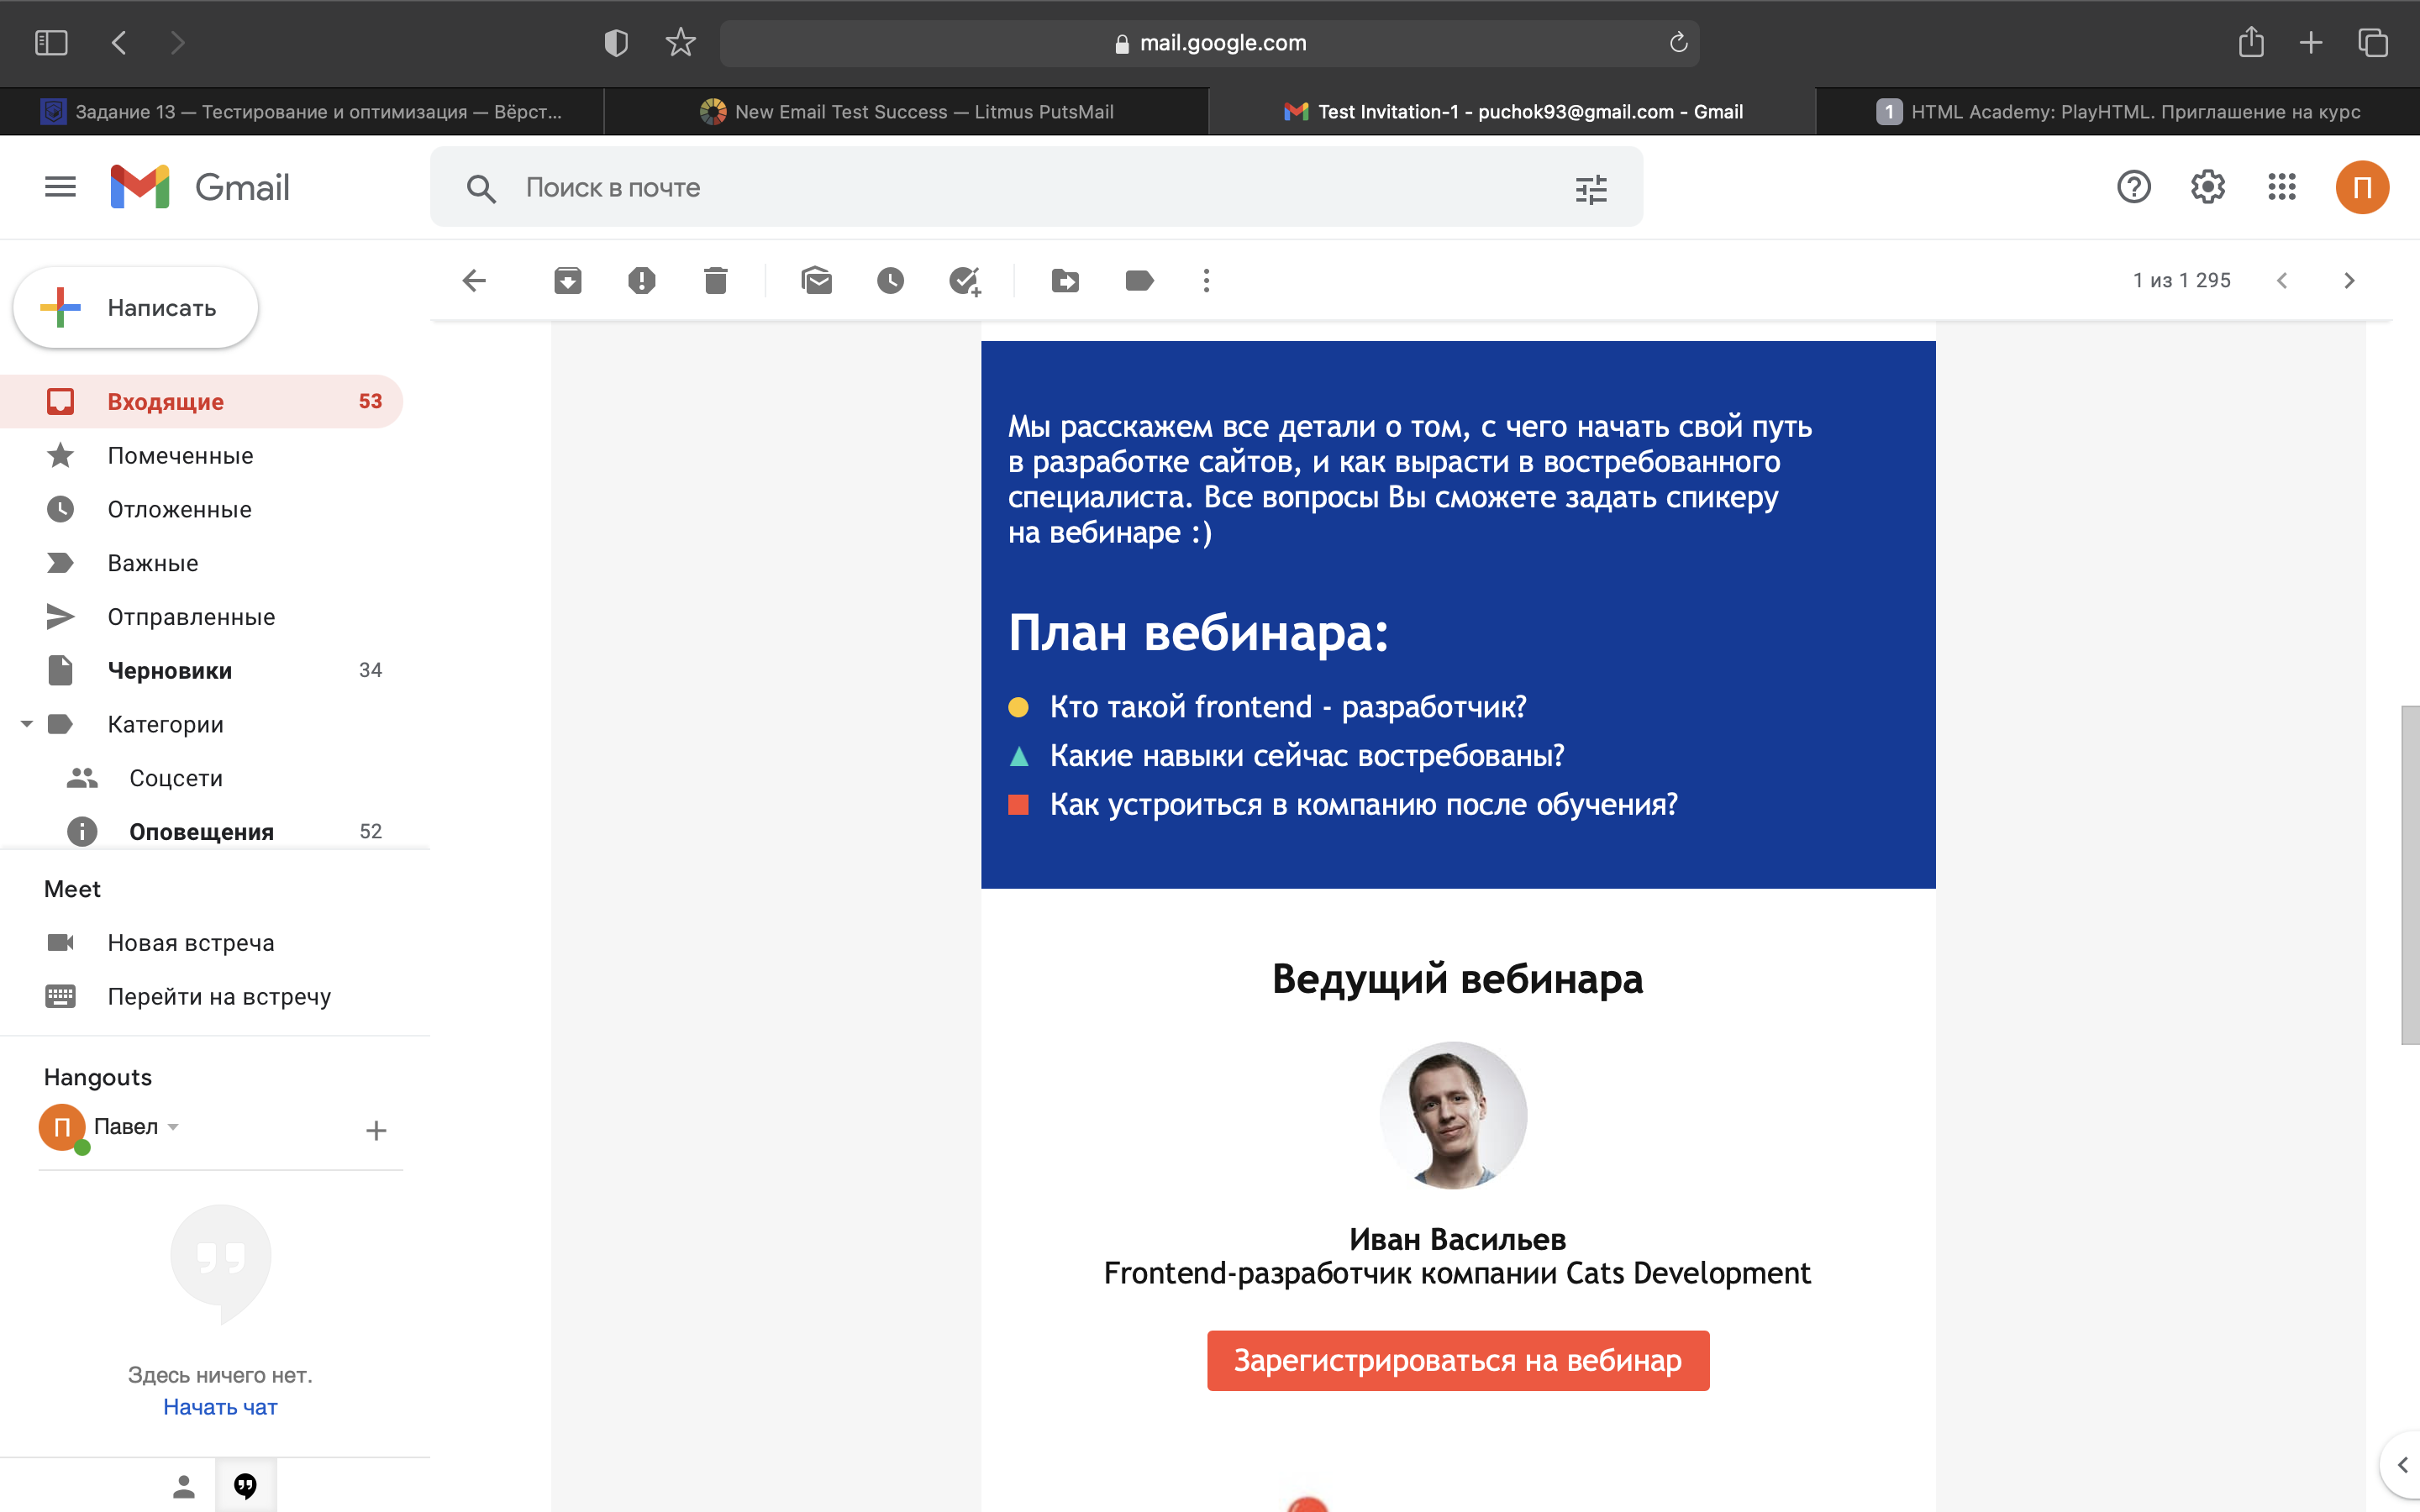 mail.google.com
Задание 13 — Тестирование и оптимизация — Вёрст...
New Email Test Success — Litmus PutsMail
Test Invitation-1 - puchok93@gmail.com - Gmail
1 HTML Academy: PlayHTML. Приглашение на курс
Gmail
Поиск в почте
П
Написать
1 из 1 295
Входящие 53
Помеченные
Отложенные
Важные
Отправленные
Черновики 34
Категории
Соцсети
Оповещения 52
Meet
Новая встреча
Перейти на встречу
Hangouts
П Павел
Здесь ничего нет.
Начать чат
Мы расскажем все детали о том, с чего начать свой путь
в разработке сайтов, и как вырасти в востребованного
специалиста. Все вопросы Вы сможете задать спикеру
на вебинаре :)
План вебинара:
Кто такой frontend - разработчик?
Какие навыки сейчас востребованы?
Как устроиться в компанию после обучения?
Ведущий вебинара
Иван Васильев
Frontend-разработчик компании Cats Development
Зарегистрироваться на вебинар